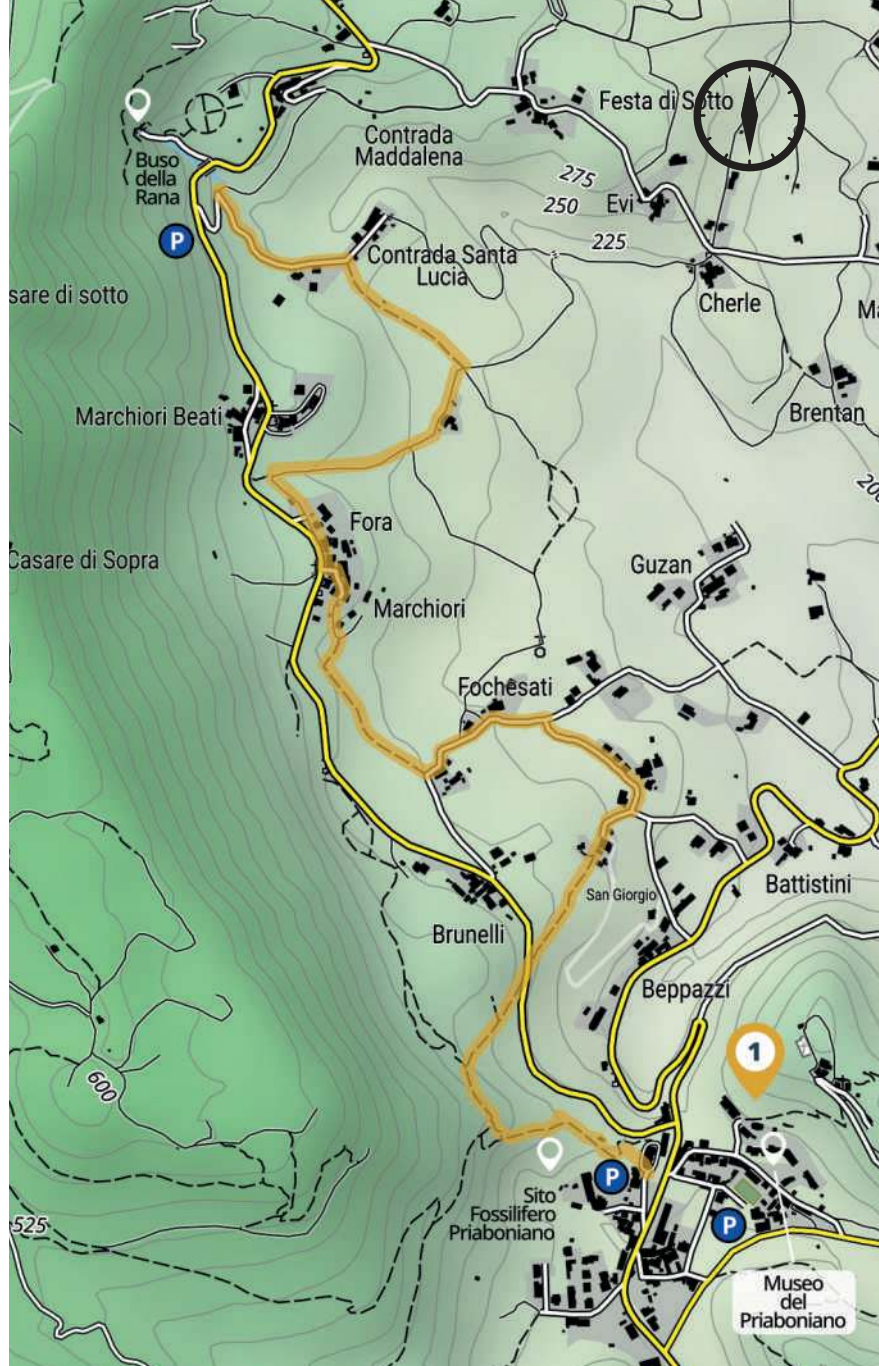 Festa di Sotto
Contrada
Maddalena
Buso
della
Rana
275
250
Evi
225
P
Contrada Santa
Lucia
Cherle
sare di sotto
Ma
Marchiori Beati
Brentan
200
Fora
Casare di Sopra
Guzan
Marchiori
Fochesati
San Giorgio
Battistini
Brunelli
Beppazzi
1
600
P
Sito
Fossilifero
Priaboniano
P
525
Museo
del
Priaboniano